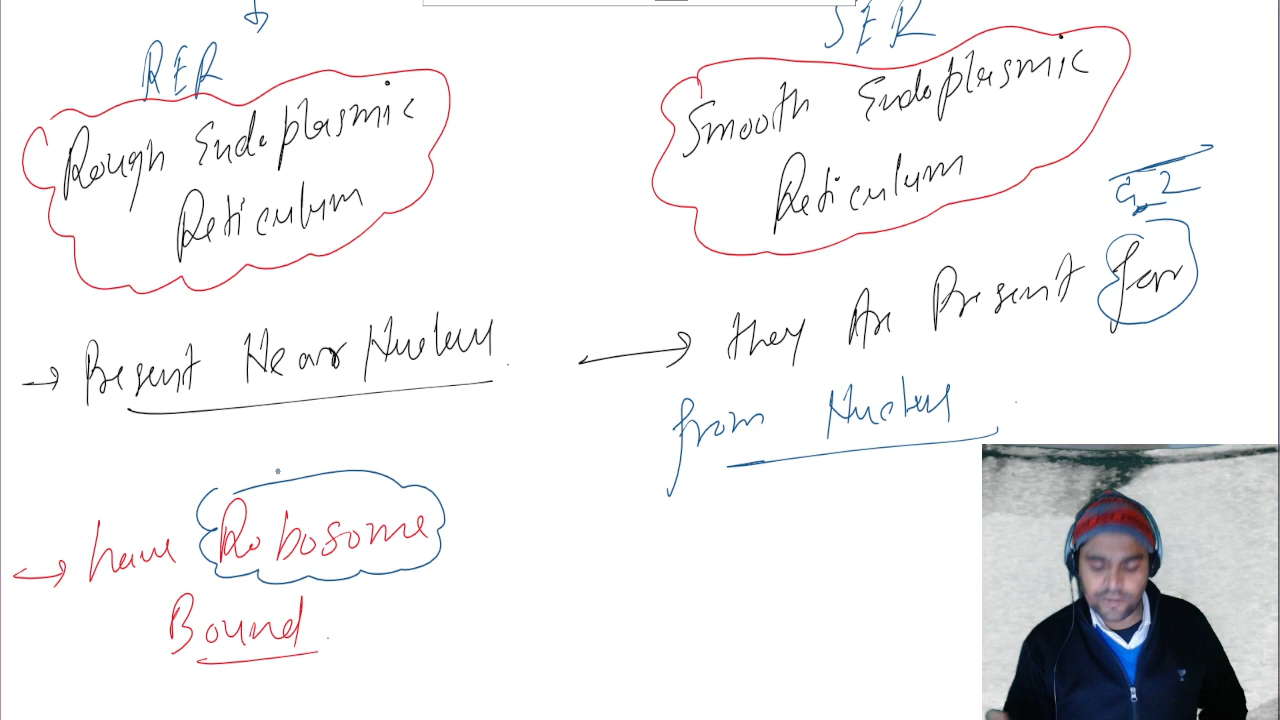 RER
Rough Endoplasmic
Reticulum
→ Present Near Nucleus.
→ have Robosome
Bound.
SER
Smooth Endoplasmic
Reticulum
→ they Are Present far
from Nucleus